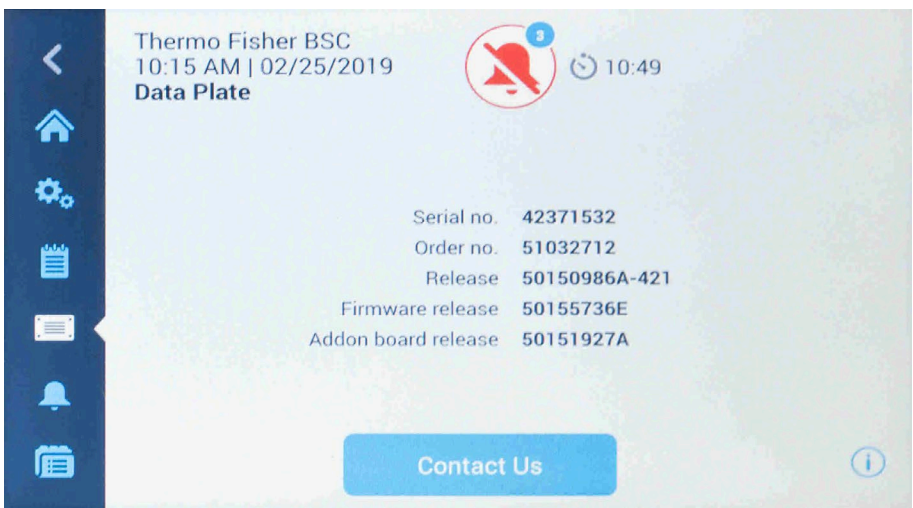 Thermo Fisher BSC
10:15 AM | 02/25/2019
Data Plate
3
10:49
Serial no. 42371532
Order no. 51032712
Release 50150986A-421
Firmware release 50155736E
Addon board release 50151927A
Contact Us
i